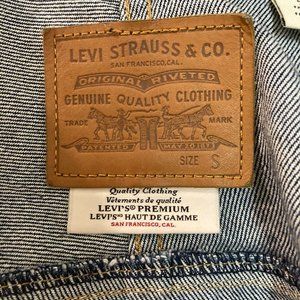 LEVI STRAUSS & CO.
SAN FRANCISCO, CAL.
ORIGINAL RIVETED
GENUINE QUALITY CLOTHING
TRADE MARK
PATENTED MAY 20 1873
SIZE S
Quality Clothing
Vêtements de qualité
LEVI'S® PREMIUM
LEVI'S® HAUT DE GAMME
SAN FRANCISCO, CAL.